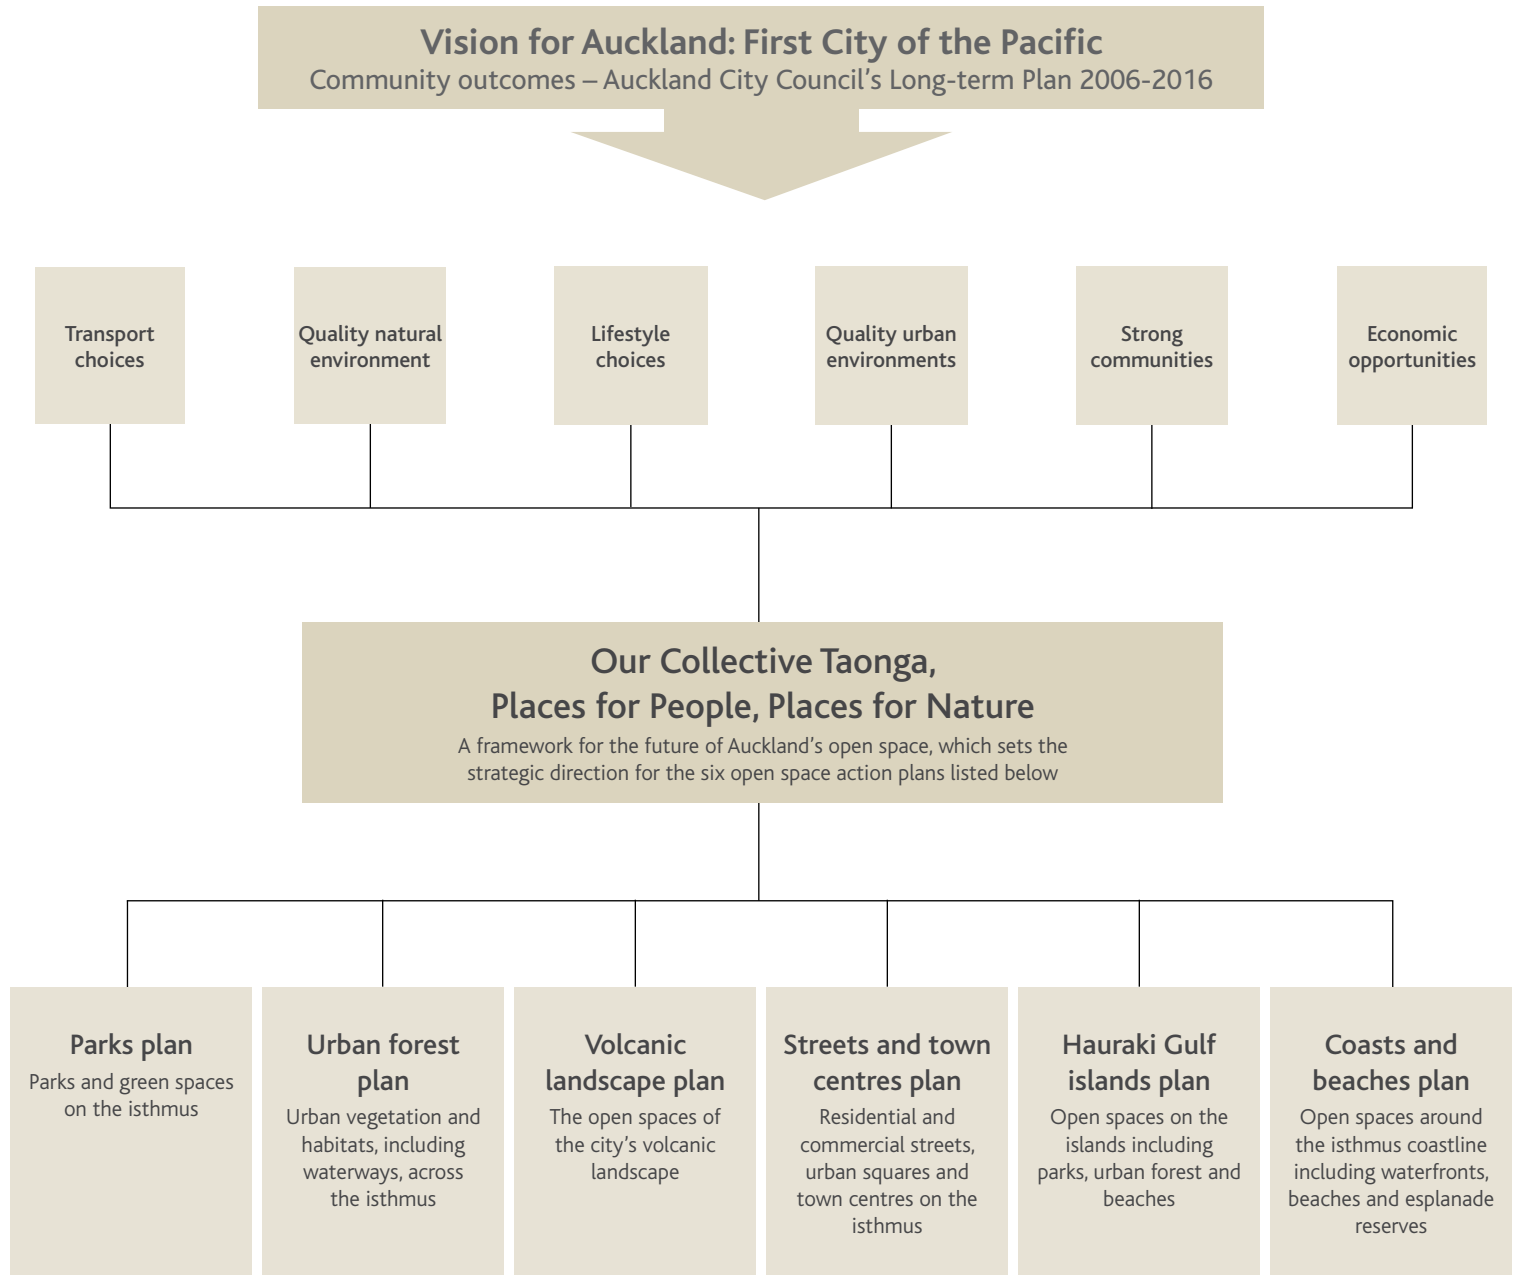 Vision for Auckland: First City of the Pacific
Community outcomes – Auckland City Council's Long-term Plan 2006-2016
Transport
choices
Quality natural
environment
Lifestyle
choices
Quality urban
environments
Strong
communities
Economic
opportunities
Our Collective Taonga,
Places for People, Places for Nature
A framework for the future of Auckland's open space, which sets the
strategic direction for the six open space action plans listed below
Parks plan
Parks and green spaces
on the isthmus
Urban forest
plan
Urban vegetation and
habitats, including
waterways, across
the isthmus
Volcanic
landscape plan
The open spaces of
the city's volcanic
landscape
Streets and town
centres plan
Residential and
commercial streets,
urban squares and
town centres on the
isthmus
Hauraki Gulf
islands plan
Open spaces on the
islands including
parks, urban forest and
beaches
Coasts and
beaches plan
Open spaces around
the isthmus coastline
including waterfronts,
beaches and esplanade
reserves